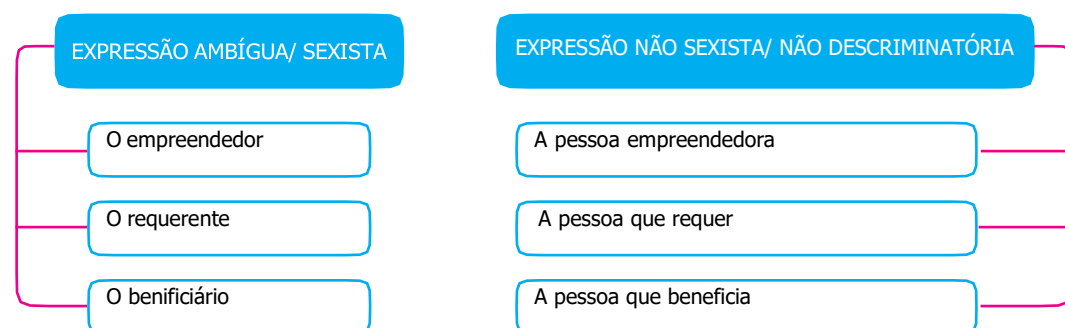 EXPRESSÃO AMBÍGUA/ SEXISTA
EXPRESSÃO NÃO SEXISTA/ NÃO DESCRIMINATÓRIA
O empreendedor
A pessoa empreendedora
O requerente
A pessoa que requer
O benificiário
A pessoa que beneficia